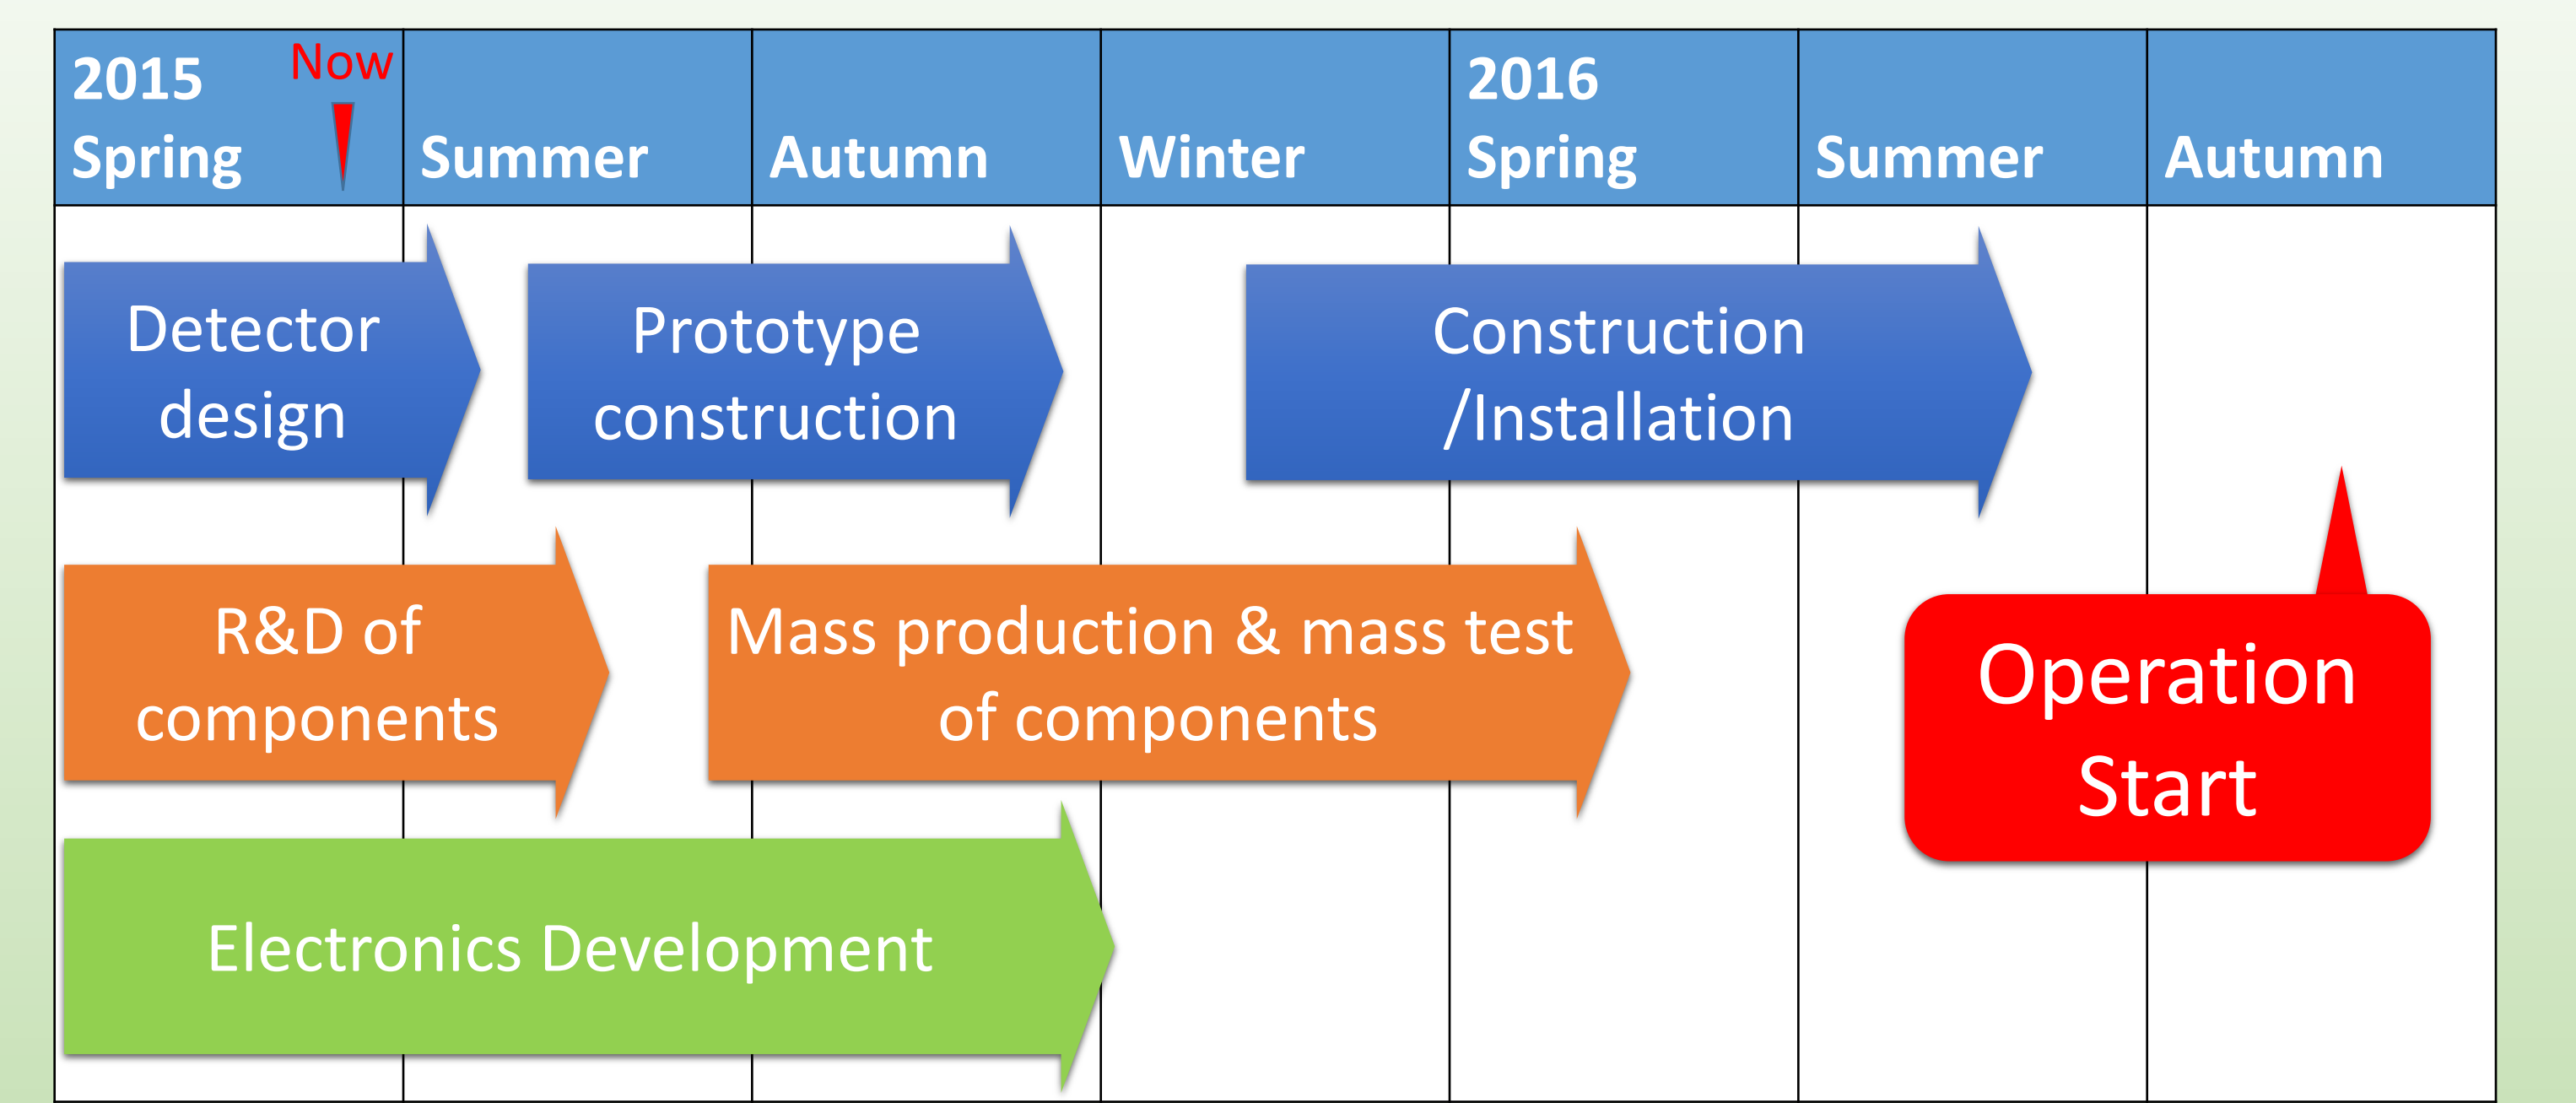 2015
Spring
Now
Summer
Autumn
Winter
2016
Spring
Summer
Autumn
Detector
design
Prototype
construction
Construction
/Installation
R&D of
components
Mass production & mass test
of components
Operation
Start
Electronics Development